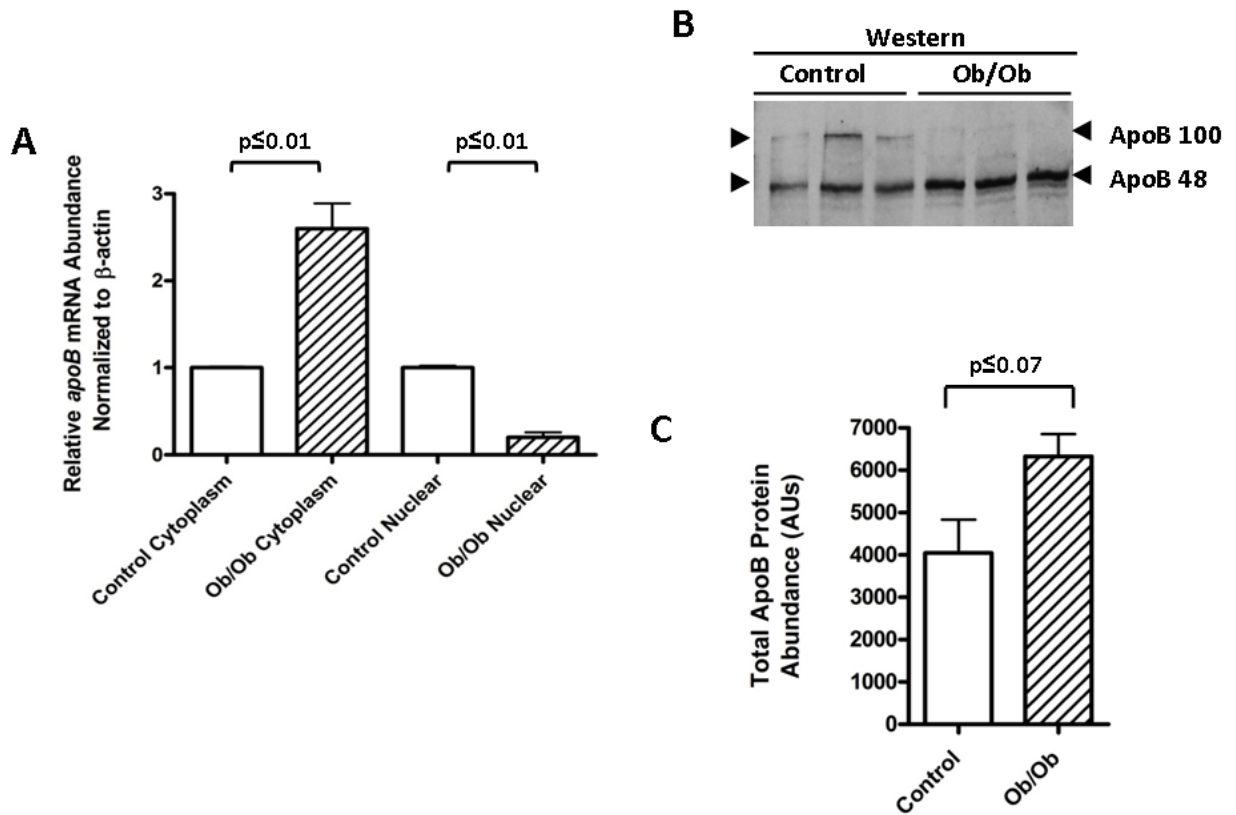 A
p≤0.01
p≤0.01
Relative apoB mRNA Abundance
Normalized to β-actin
3
2
1
0
Control Cytoplasm
Ob/Ob Cytoplasm
Control Nuclear
Ob/Ob Nuclear
B
Western
Control
Ob/Ob
ApoB 100
ApoB 48
C
p≤0.07
Total ApoB Protein
Abundance (AUs)
7000
6000
5000
4000
3000
2000
1000
0
Control
Ob/Ob